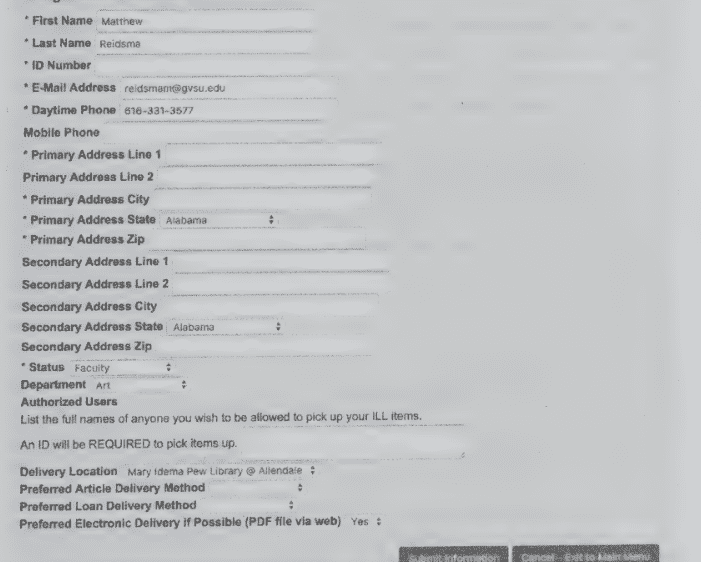 * First Name Matthew
* Last Name Reidsma
* ID Number
* E-Mail Address reidsmam@gvsu.edu
* Daytime Phone 616-331-3577
Mobile Phone
* Primary Address Line 1
Primary Address Line 2
* Primary Address City
* Primary Address State Alabama
* Primary Address Zip
Secondary Address Line 1
Secondary Address Line 2
Secondary Address City
Secondary Address State Alabama
Secondary Address Zip
* Status Faculty
Department Art
Authorized Users
List the full names of anyone you wish to be allowed to pick up your ILL items.
An ID will be REQUIRED to pick items up.
Delivery Location Mary Idema Pew Library @ Allendale
Preferred Article Delivery Method
Preferred Loan Delivery Method
Preferred Electronic Delivery if Possible (PDF file via web) Yes
Submit Information Cancel - Exit to Main Menu